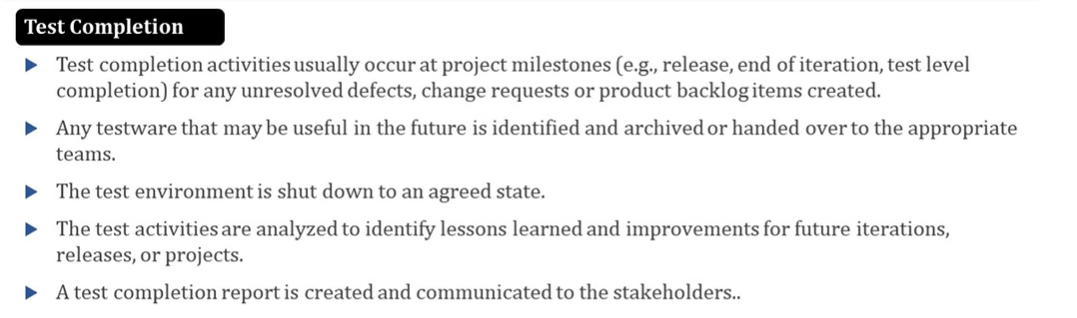 Test Completion
Test completion activities usually occur at project milestones (e.g., release, end of iteration, test level
completion) for any unresolved defects, change requests or product backlog items created.
Any testware that may be useful in the future is identified and archived or handed over to the appropriate
teams.
The test environment is shut down to an agreed state.
The test activities are analyzed to identify lessons learned and improvements for future iterations,
releases, or projects.
A test completion report is created and communicated to the stakeholders..